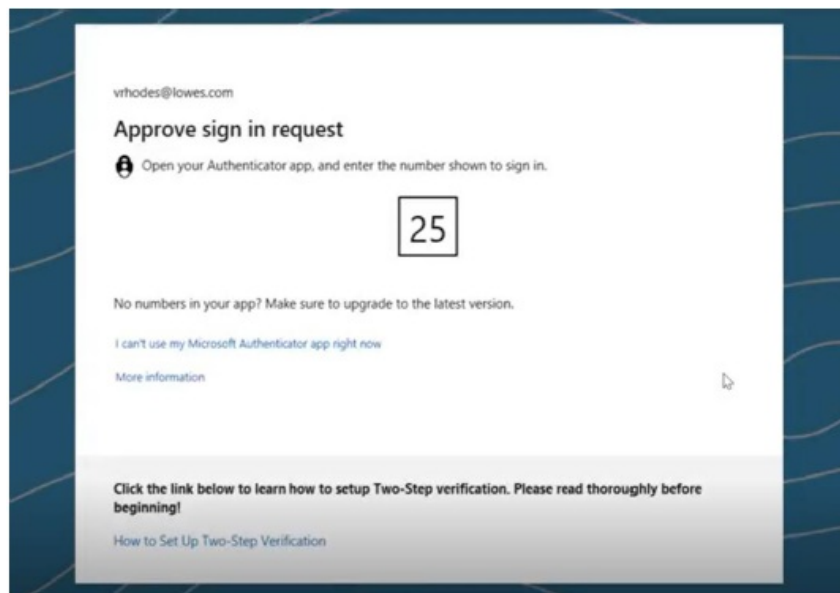 vrhodes@lowes.com
Approve sign in request
Open your Authenticator app, and enter the number shown to sign in.
25
No numbers in your app? Make sure to upgrade to the latest version.
I can't use my Microsoft Authenticator app right now
More information
Click the link below to learn how to setup Two-Step verification. Please read thoroughly before
beginning!
How to Set Up Two-Step Verification